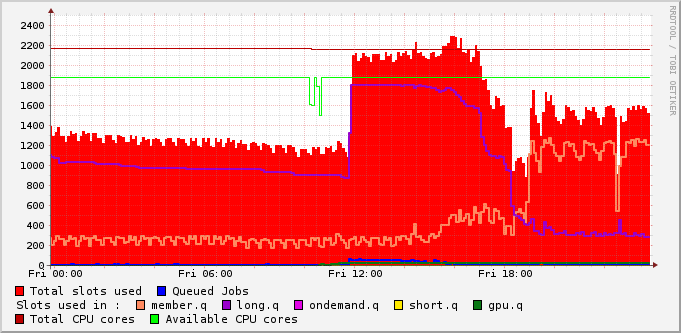 RRDTOOL / TOBI OETIKER
2400
2200
2000
1800
1600
1400
1200
1000
800
600
400
200
0
Fri 00:00 Fri 06:00 Fri 12:00 Fri 18:00
Total slots used Queued Jobs
Slots used in : member.q long.q ondemand.q short.q gpu.q
Total CPU cores Available CPU cores